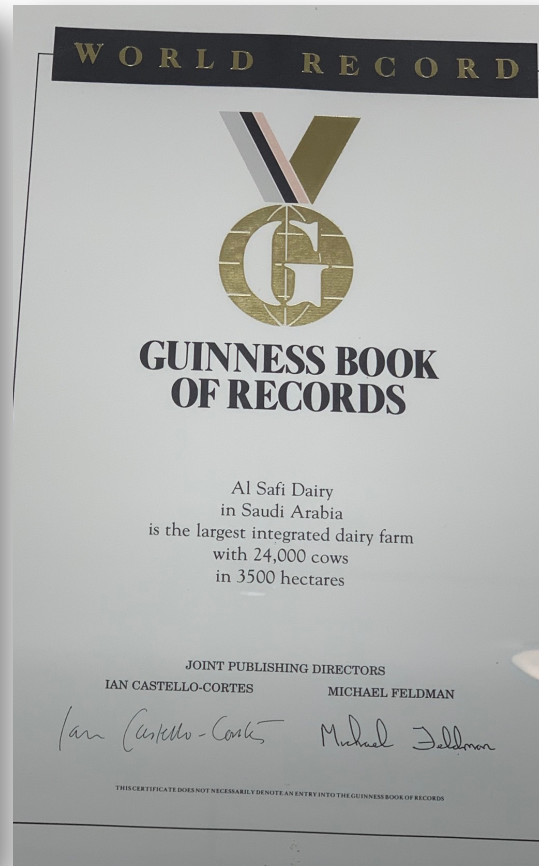 WORLD RECORD
G
GUINNESS BOOK
OF RECORDS
Al Safi Dairy
in Saudi Arabia
is the largest integrated dairy farm
with 24,000 cows
in 3500 hectares
JOINT PUBLISHING DIRECTORS
IAN CASTELLO-CORTES MICHAEL FELDMAN
Ian Castello-Cortés Michael Feldman
THIS CERTIFICATE DOES NOT NECESSARILY DENOTE AN ENTRY INTO THE GUINNESS BOOK OF RECORDS